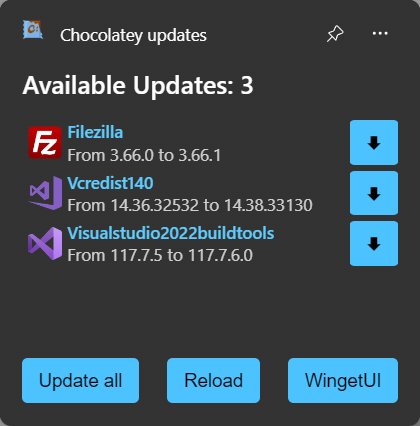 Chocolatey updates
Available Updates: 3
Filezilla
From 3.66.0 to 3.66.1
Vcredist140
From 14.36.32532 to 14.38.33130
Visualstudio2022buildtools
From 117.7.5 to 117.7.6.0
Update all Reload WingetUI